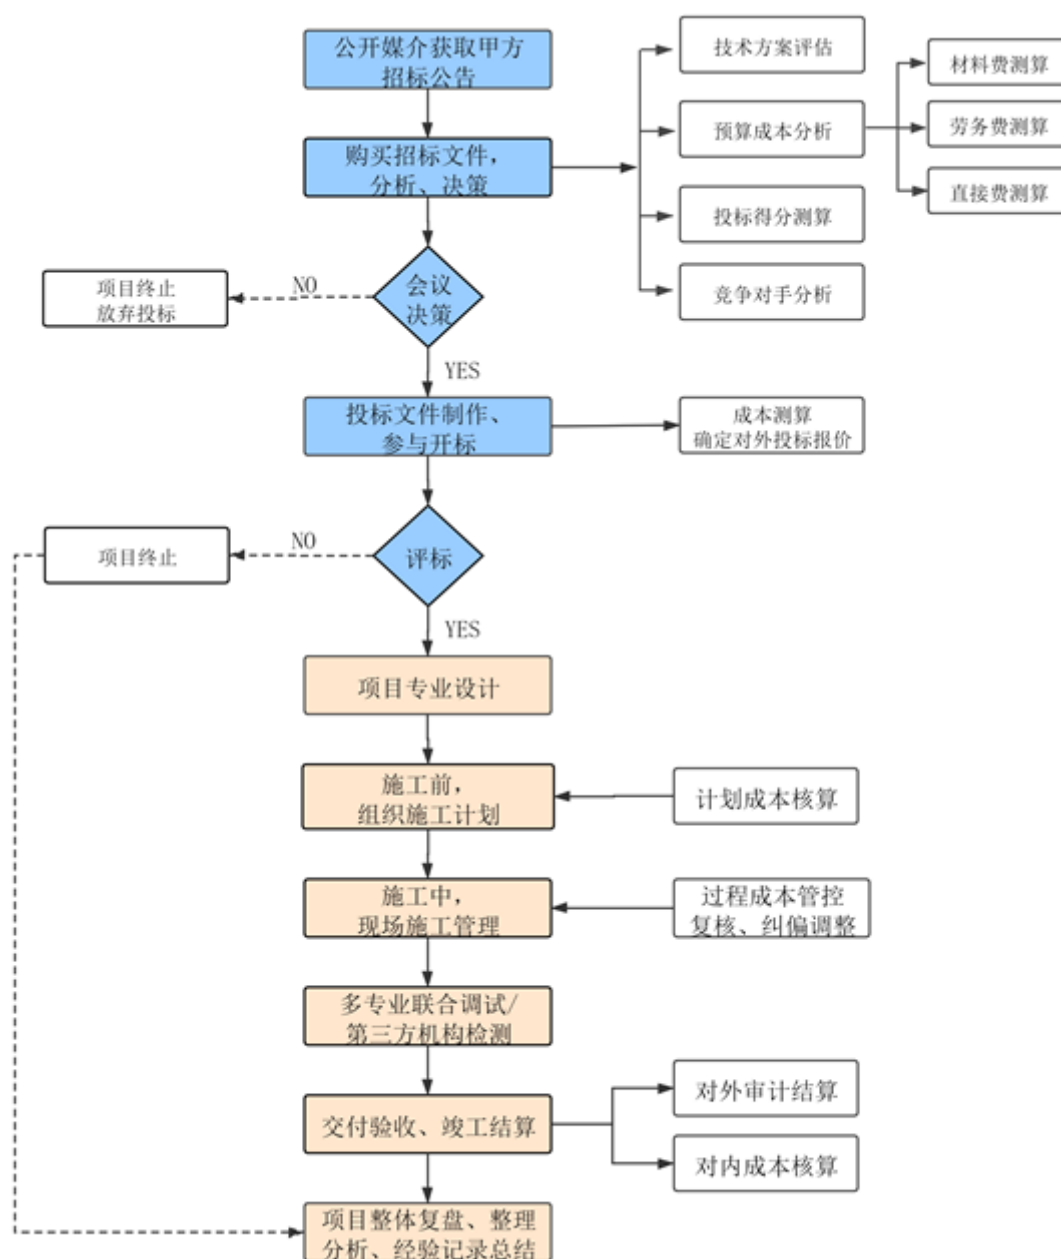 公开媒介获取甲方
招标公告
技术方案评估
材料费测算
预算成本分析
劳务费测算
购买招标文件，
分析、决策
直接费测算
投标得分测算
竞争对手分析
会议
决策
NO
项目终止
放弃投标
YES
投标文件制作、
参与开标
成本测算
确定对外投标报价
评标
NO
项目终止
YES
项目专业设计
施工前，
组织施工计划
计划成本核算
施工中，
现场施工管理
过程成本管控
复核、纠偏调整
多专业联合调试/
第三方机构检测
交付验收、竣工结算
对外审计结算
对内成本核算
项目整体复盘、整理
分析、经验记录总结